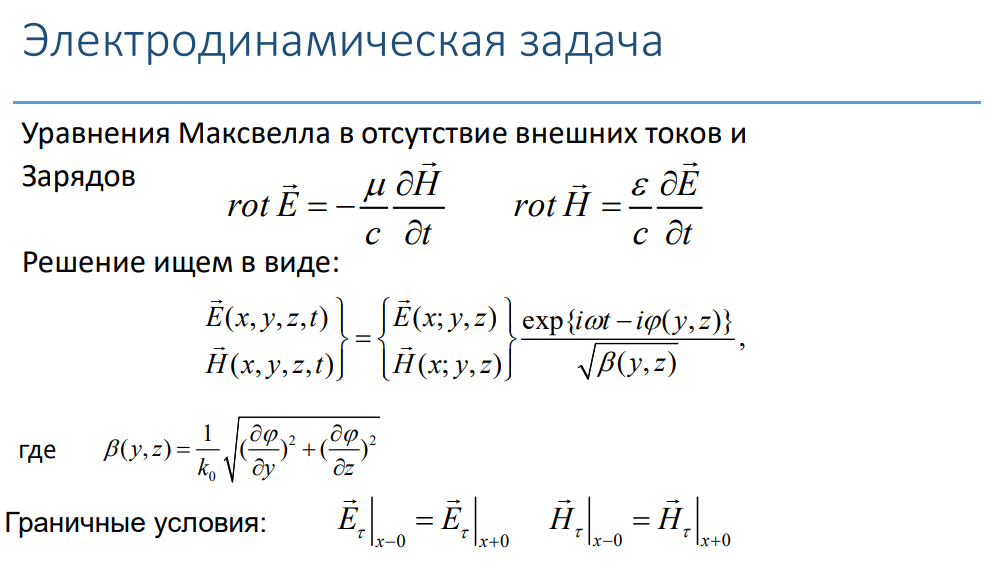 Электродинамическая задача
Уравнения Максвелла в отсутствие внешних токов и
Зарядов
$rot\,\vec{E} = -\frac{\mu}{c}\frac{\partial \vec{H}}{\partial t}$ $rot\,\vec{H} = \frac{\varepsilon}{c}\frac{\partial \vec{E}}{\partial t}$
Решение ищем в виде:
$\left.\begin{matrix}\vec{E}(x,y,z,t)\\ \vec{H}(x,y,z,t)\end{matrix}\right\} = \left\{\begin{matrix}\vec{E}(x;y,z)\\ \vec{H}(x;y,z)\end{matrix}\right\}\frac{\exp\{i\omega t - i\varphi(y,z)\}}{\sqrt{\beta(y,z)}},$
где $\beta(y,z) = \frac{1}{k_0}\sqrt{(\frac{\partial\varphi}{\partial y})^2 + (\frac{\partial\varphi}{\partial z})^2}$
Граничные условия: $\vec{E}_\tau\big|_{x-0} = \vec{E}_\tau\big|_{x+0}$ $\vec{H}_\tau\big|_{x-0} = \vec{H}_\tau\big|_{x+0}$